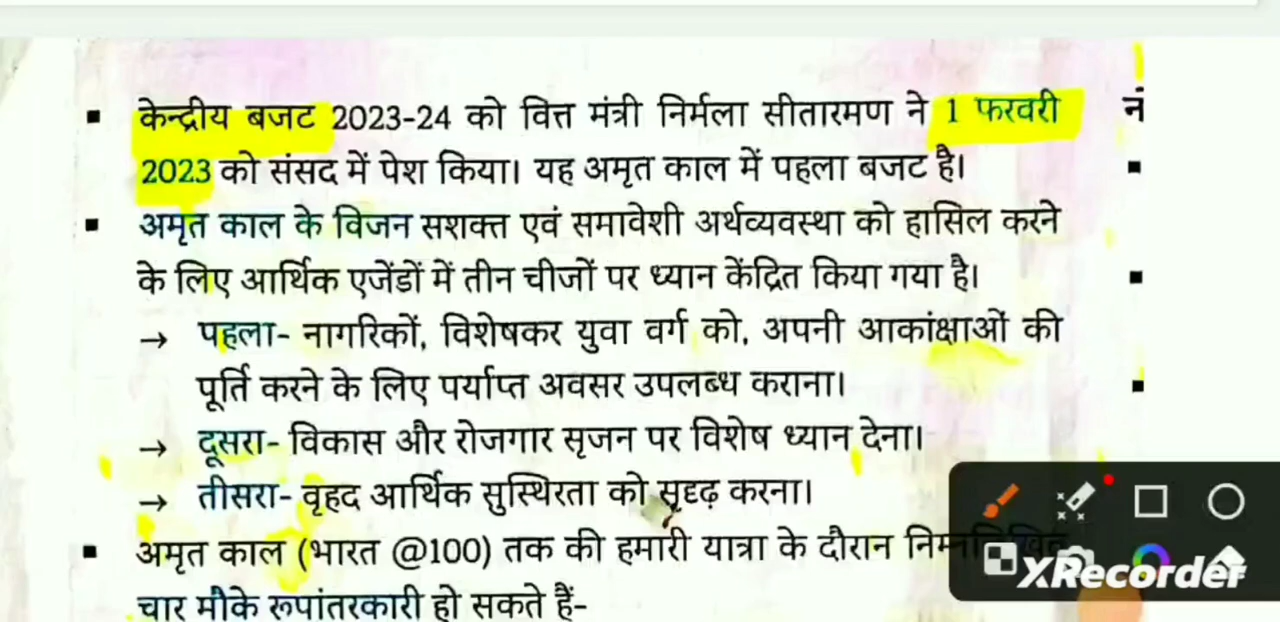 ▪ केन्द्रीय बजट 2023-24 को वित्त मंत्री निर्मला सीतारमण ने 1 फरवरी
2023 को संसद में पेश किया। यह अमृत काल में पहला बजट है।
▪ अमृत काल के विजन सशक्त एवं समावेशी अर्थव्यवस्था को हासिल करने
के लिए आर्थिक एजेंडों में तीन चीजों पर ध्यान केंद्रित किया गया है।
→ पहला- नागरिकों, विशेषकर युवा वर्ग को, अपनी आकांक्षाओं की
पूर्ति करने के लिए पर्याप्त अवसर उपलब्ध कराना।
→ दूसरा- विकास और रोजगार सृजन पर विशेष ध्यान देना।
→ तीसरा- वृहद आर्थिक सुस्थिरता को सुदृढ़ करना।
▪ अमृत काल (भारत @100) तक की हमारी यात्रा के दौरान
चार मौके रूपांतरकारी हो सकते हैं-
XRecorder